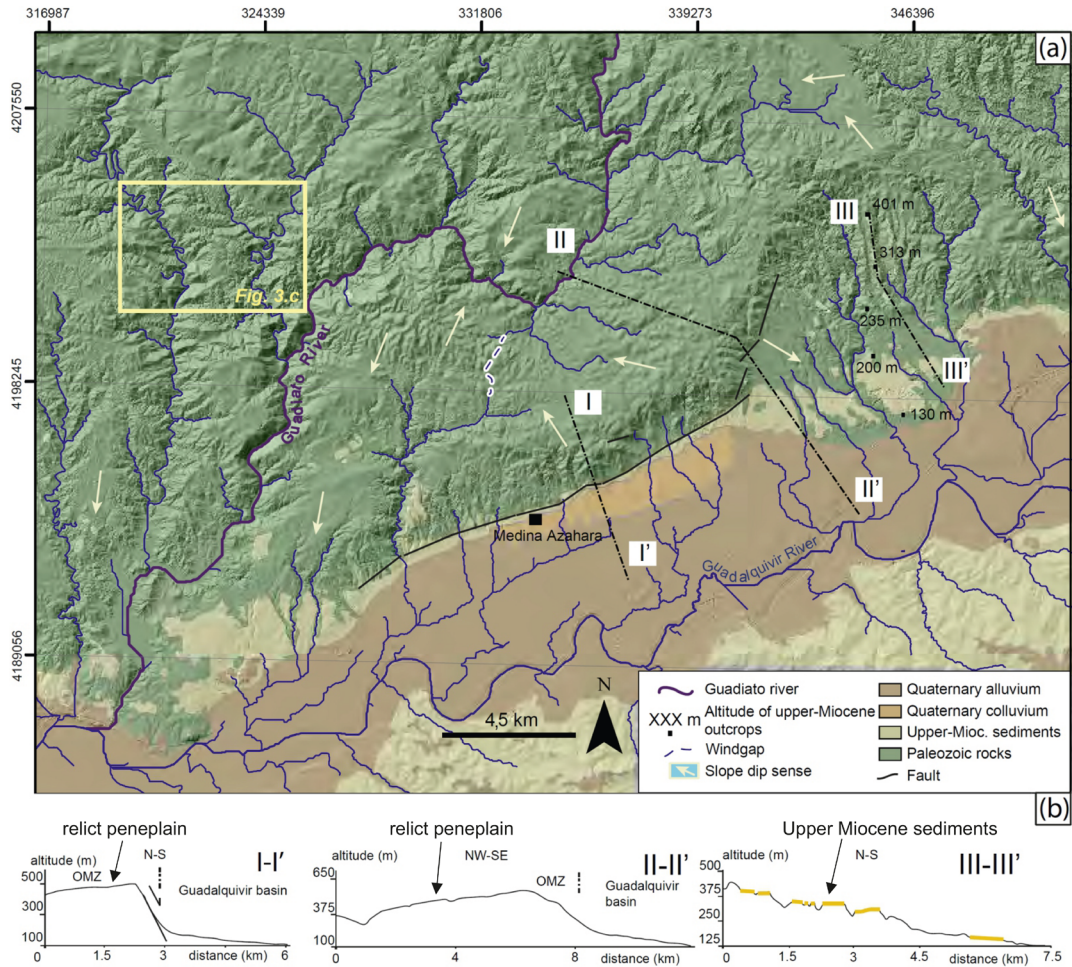 316987 324339 331806 339273 346396
(a)
4207550
4198245
4189056
III
401 m
II
313 m
Fig. 3.c
235 m
Guadiato River
200 m
III'
I
130 m
II'
Medina Azahara
I'
Guadalquivir River
N
4,5 km
Guadiato river
XXX m Altitude of upper-Miocene
outcrops
Windgap
Slope dip sense
Quaternary alluvium
Quaternary colluvium
Upper-Mioc. sediments
Paleozoic rocks
Fault
(b)
relict peneplain
altitude (m)
N-S
I-I'
500
OMZ
Guadalquivir basin
300
100
0 1.5 3 distance (km) 6
relict peneplain
altitude (m)
NW-SE
II-II'
650
OMZ
Guadalquivir
basin
375
100
0 4 8 distance (km)
Upper Miocene sediments
altitude (m)
N-S
III-III'
500
375
250
125
0 1.5 3 4.5 distance (km) 7.5